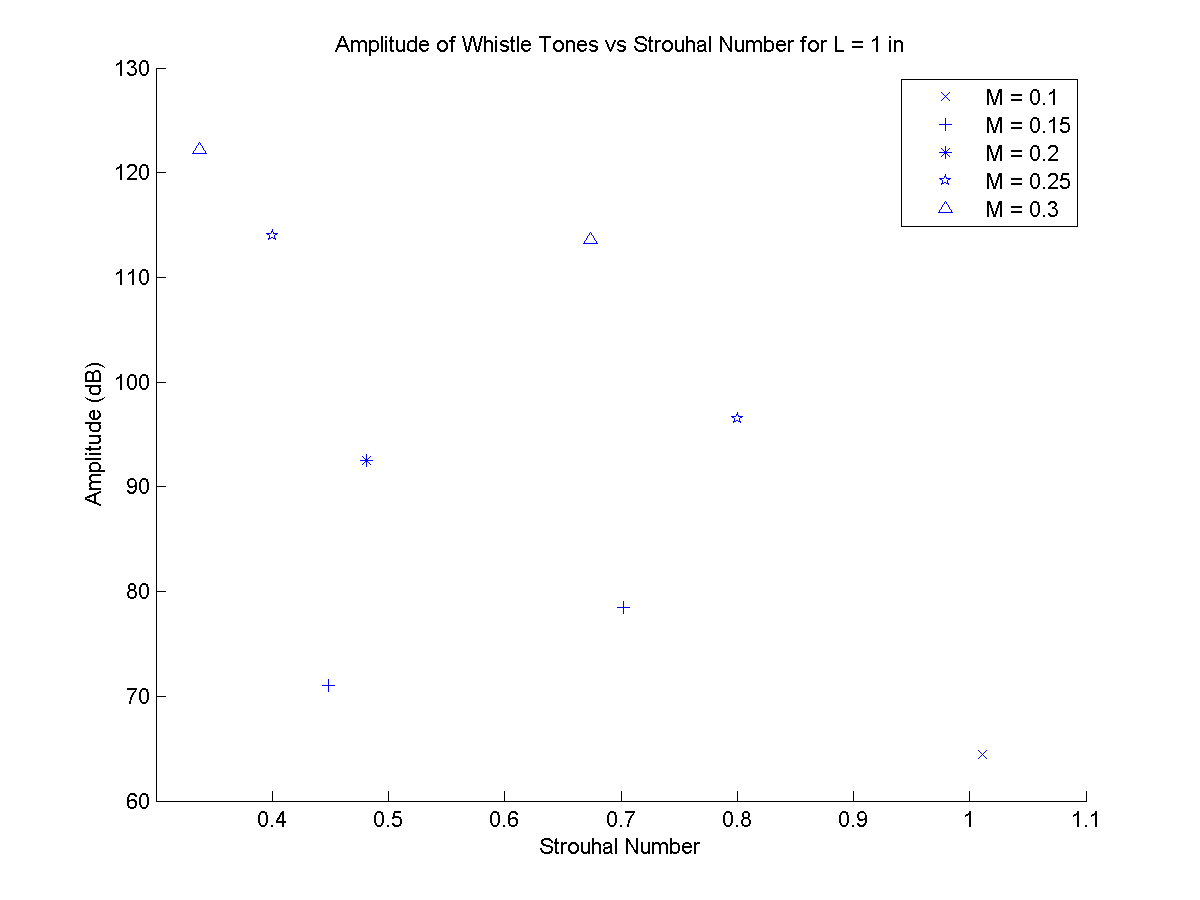 Amplitude of Whistle Tones vs Strouhal Number for L = 1 in
130
120
110
100
90
80
70
60
Amplitude (dB)
0.4 0.5 0.6 0.7 0.8 0.9 1 1.1
Strouhal Number
M = 0.1
M = 0.15
M = 0.2
M = 0.25
M = 0.3